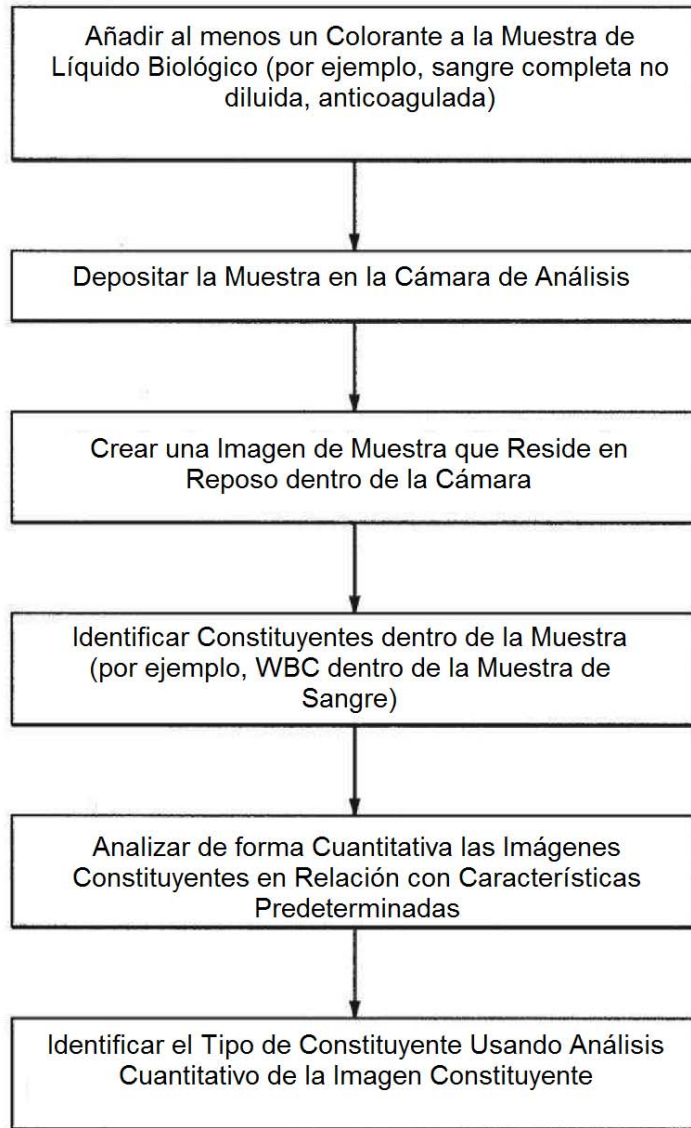 Añadir al menos un Colorante a la Muestra de
Líquido Biológico (por ejemplo, sangre completa no
diluida, anticoagulada)
Depositar la Muestra en la Cámara de Análisis
Crear una Imagen de Muestra que Reside en
Reposo dentro de la Cámara
Identificar Constituyentes dentro de la Muestra
(por ejemplo, WBC dentro de la Muestra de
Sangre)
Analizar de forma Cuantitativa las Imágenes
Constituyentes en Relación con Características
Predeterminadas
Identificar el Tipo de Constituyente Usando Análisis
Cuantitativo de la Imagen Constituyente